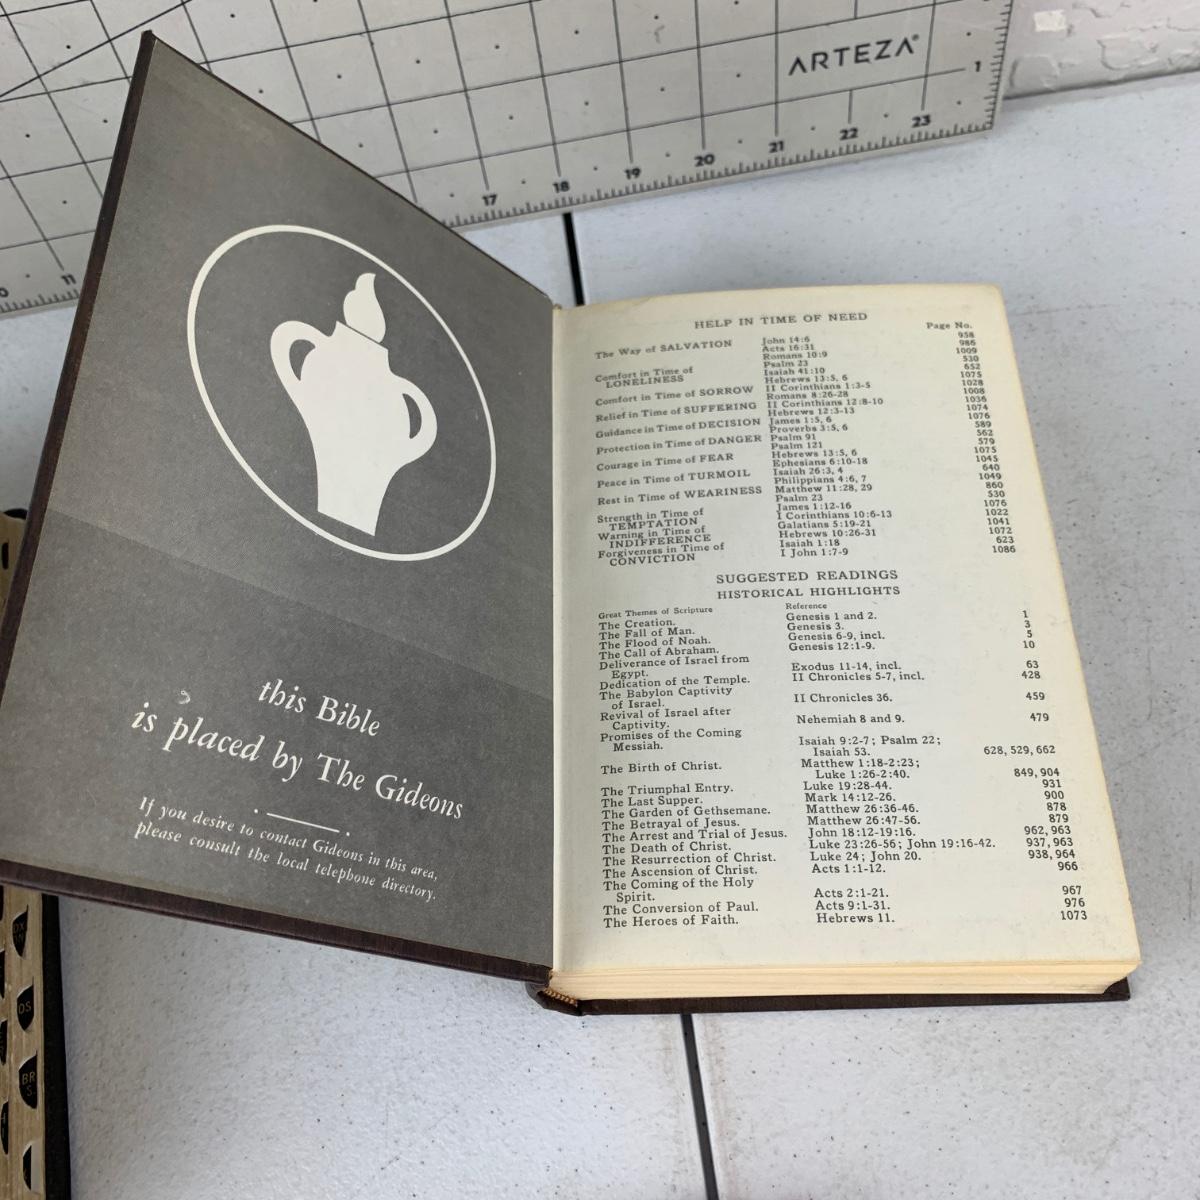 ARTEZA
1
11
17
18
19
20
21
22
23
this Bible
is placed by The Gideons
If you desire to contact Gideons in this area,
please consult the local telephone directory.
HELP IN TIME OF NEED
Page No.
The Way of SALVATION John 14:6 958
Acts 16:31 986
Romans 10:9 1009
Comfort in Time of Psalm 23 530
LONELINESS Isaiah 41:10 652
Hebrews 13:5, 6 1075
Comfort in Time of SORROW II Corinthians 1:3-5 1028
Romans 8:26-28 1008
Relief in Time of SUFFERING II Corinthians 12:8-10 1036
Hebrews 12:3-13 1074
Guidance in Time of DECISION James 1:5, 6 1076
Proverbs 3:5, 6 589
Protection in Time of DANGER Psalm 91 562
Psalm 121 579
Courage in Time of FEAR Hebrews 13:5, 6 1075
Ephesians 6:10-18 1045
Peace in Time of TURMOIL Isaiah 26:3, 4 640
Philippians 4:6, 7 1049
Rest in Time of WEARINESS Matthew 11:28, 29 860
Psalm 23 530
Strength in Time of James 1:12-16 1076
TEMPTATION I Corinthians 10:6-13 1022
Warning in Time of Galatians 5:19-21 1041
INDIFFERENCE Hebrews 10:26-31 1072
Forgiveness in Time of Isaiah 1:18 623
CONVICTION I John 1:7-9 1086
SUGGESTED READINGS
HISTORICAL HIGHLIGHTS
Great Themes of Scripture Reference
The Creation. Genesis 1 and 2. 1
The Fall of Man. Genesis 3. 3
The Flood of Noah. Genesis 6-9, incl. 5
The Call of Abraham. Genesis 12:1-9. 10
Deliverance of Israel from
Egypt. Exodus 11-14, incl. 63
Dedication of the Temple. II Chronicles 5-7, incl. 428
The Babylon Captivity
of Israel. II Chronicles 36. 459
Revival of Israel after
Captivity. Nehemiah 8 and 9. 479
Promises of the Coming
Messiah. Isaiah 9:2-7; Psalm 22;
Isaiah 53. 628, 529, 662
The Birth of Christ. Matthew 1:18-2:23;
Luke 1:26-2:40. 849, 904
The Triumphal Entry. Luke 19:28-44. 931
The Last Supper. Mark 14:12-26. 900
The Garden of Gethsemane. Matthew 26:36-46. 878
The Betrayal of Jesus. Matthew 26:47-56. 879
The Arrest and Trial of Jesus. John 18:12-19:16. 962, 963
The Death of Christ. Luke 23:26-56; John 19:16-42. 937, 963
The Resurrection of Christ. Luke 24; John 20. 938, 964
The Ascension of Christ. Acts 1:1-12. 966
The Coming of the Holy
Spirit. Acts 2:1-21. 967
The Conversion of Paul. Acts 9:1-31. 976
The Heroes of Faith. Hebrews 11. 1073
OS
BR
S